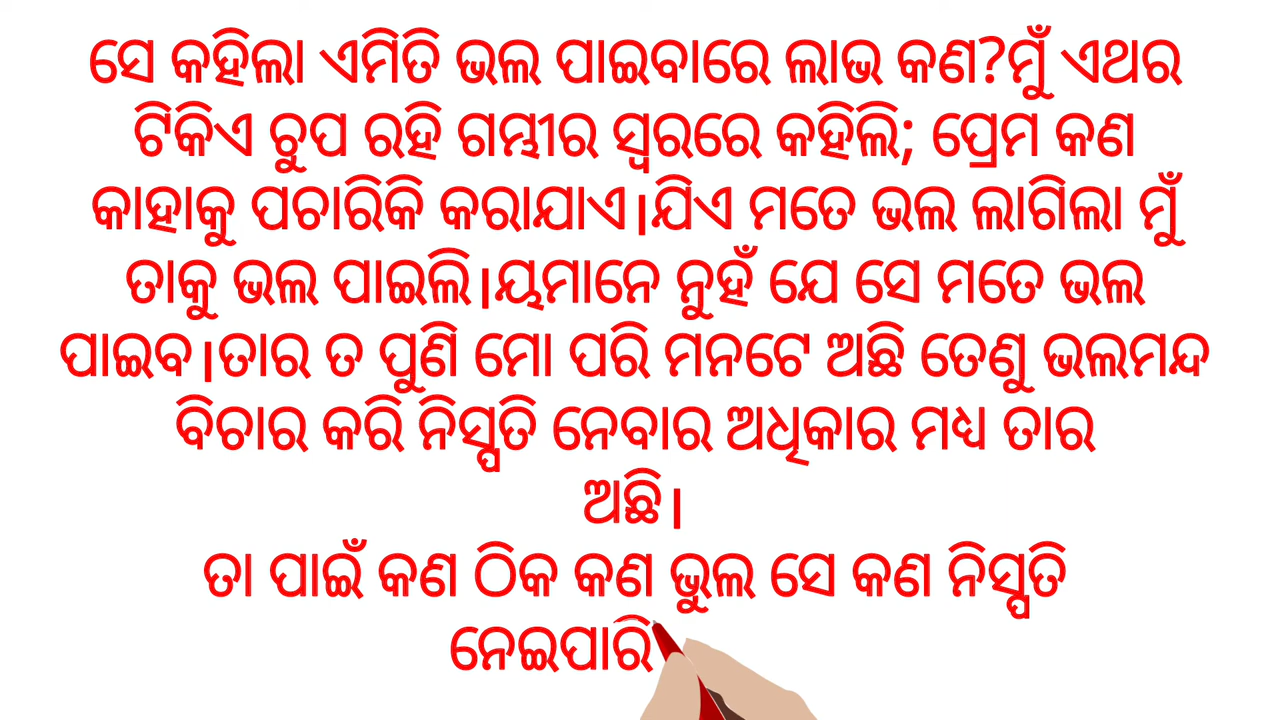 ସେ କହିଲା ଏମିତି ଭଲ ପାଇବାରେ ଲାଭ କଣ?ମୁଁ ଏଥର
ଟିକିଏ ଚୁପ ରହି ଗମ୍ଭୀର ସ୍ୱରରେ କହିଲି; ପ୍ରେମ କଣ
କାହାକୁ ପଚାରିକି କରାଯାଏ।ଯିଏ ମତେ ଭଲ ଲାଗିଲା ମୁଁ
ତାକୁ ଭଲ ପାଇଲି।ୟମାନେ ନୁହଁ ଯେ ସେ ମତେ ଭଲ
ପାଇବ।ତାର ତ ପୁଣି ମୋ ପରି ମନଟେ ଅଛି ତେଣୁ ଭଲମନ୍ଦ
ବିଚାର କରି ନିସ୍ପତି ନେବାର ଅଧିକାର ମଧ୍ୟ ତାର
ଅଛି।
ତା ପାଇଁ କଣ ଠିକ କଣ ଭୁଲ ସେ କଣ ନିସ୍ପତି
ନେଇପାରି